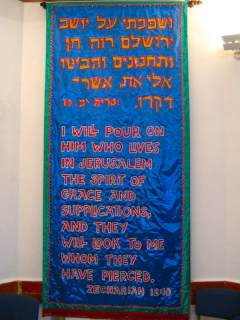 ושפכתי על יושב
ירושלם רוח חן
ותחנונים והביטו
אלי את אשר־
דקרו. זכריה יב. 10
I WILL POUR ON
HIM WHO LIVES
IN JERUSALEM
THE SPIRIT OF
GRACE AND
SUPPLICATIONS,
AND THEY
WILL LOOK TO ME
WHOM THEY
HAVE PIERCED.
ZECHARIAH 12:10